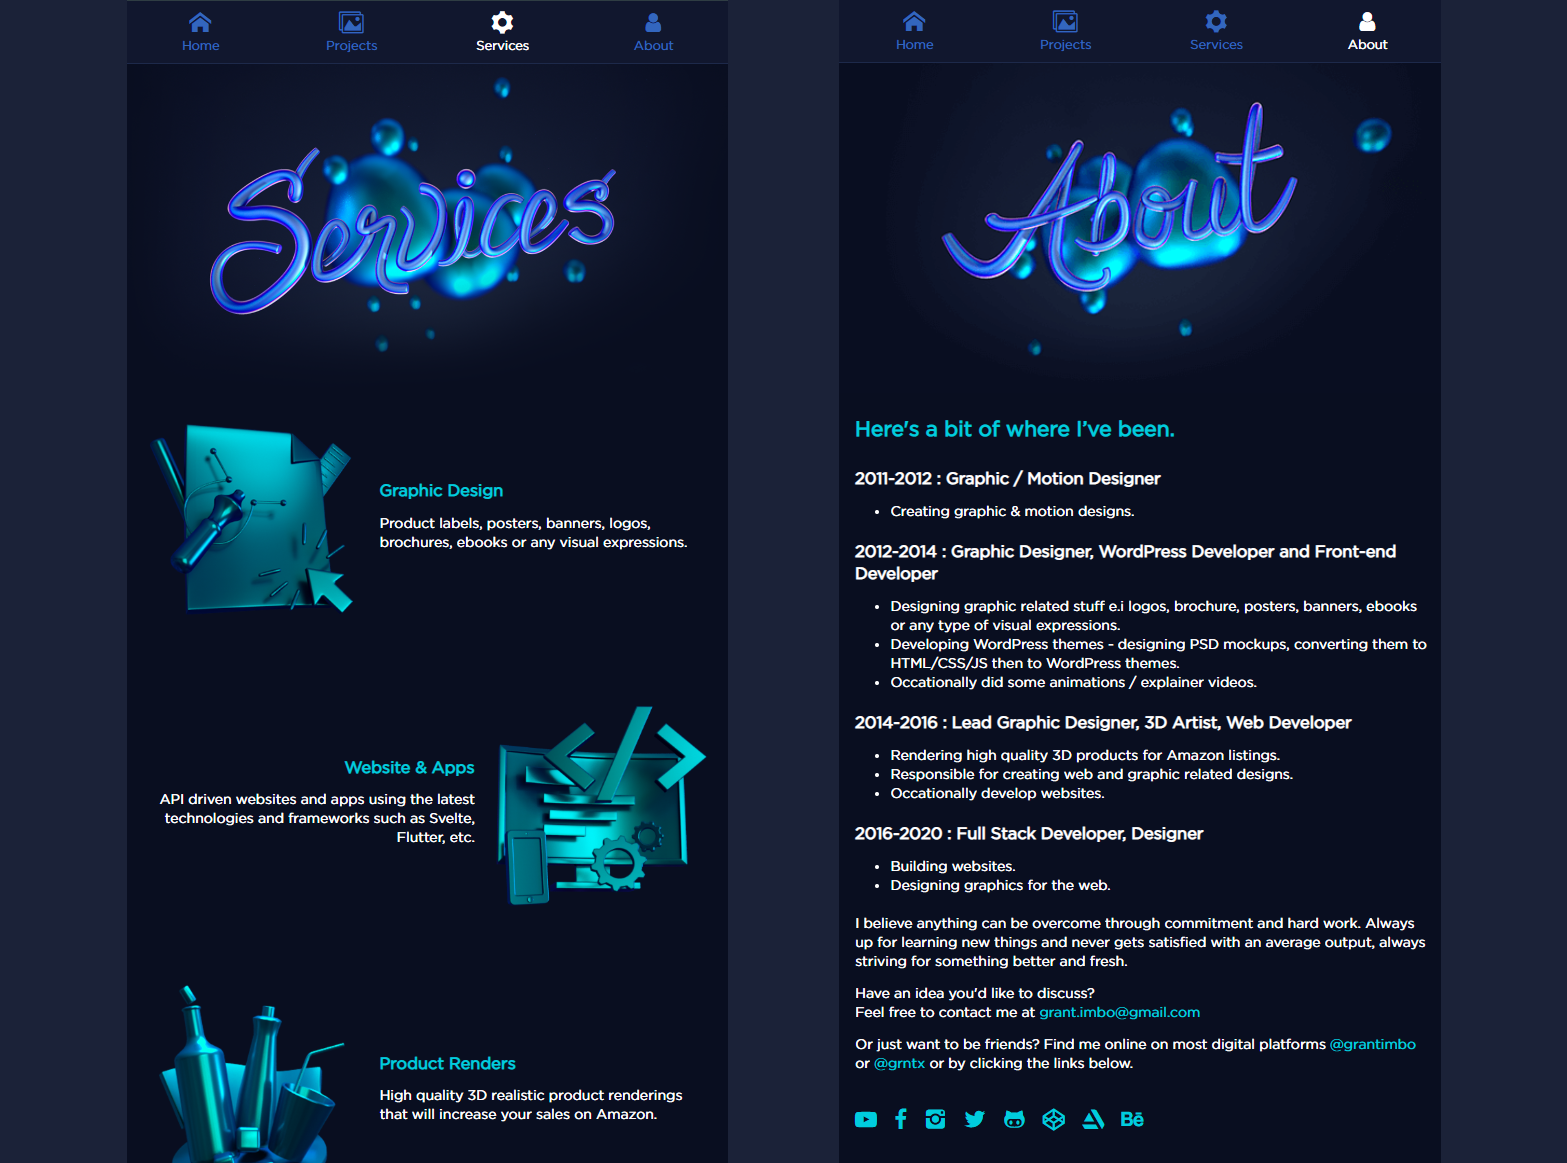 Home
Projects
Services
About
Services
Graphic Design
Product labels, posters, banners, logos,
brochures, ebooks or any visual expressions.
Website & Apps
API driven websites and apps using the latest
technologies and frameworks such as Svelte,
Flutter, etc.
Product Renders
High quality 3D realistic product renderings
that will increase your sales on Amazon.
Home
Projects
Services
About
About
Here's a bit of where I've been.
2011-2012 : Graphic / Motion Designer
• Creating graphic & motion designs.
2012-2014 : Graphic Designer, WordPress Developer and Front-end
Developer
• Designing graphic related stuff e.i logos, brochure, posters, banners, ebooks
or any type of visual expressions.
• Developing WordPress themes - designing PSD mockups, converting them to
HTML/CSS/JS then to WordPress themes.
• Occationally did some animations / explainer videos.
2014-2016 : Lead Graphic Designer, 3D Artist, Web Developer
• Rendering high quality 3D products for Amazon listings.
• Responsible for creating web and graphic related designs.
• Occationally develop websites.
2016-2020 : Full Stack Developer, Designer
• Building websites.
• Designing graphics for the web.
I believe anything can be overcome through commitment and hard work. Always
up for learning new things and never gets satisfied with an average output, always
striving for something better and fresh.
Have an idea you'd like to discuss?
Feel free to contact me at grant.imbo@gmail.com
Or just want to be friends? Find me online on most digital platforms @grantimbo
or @grntx or by clicking the links below.
Bē